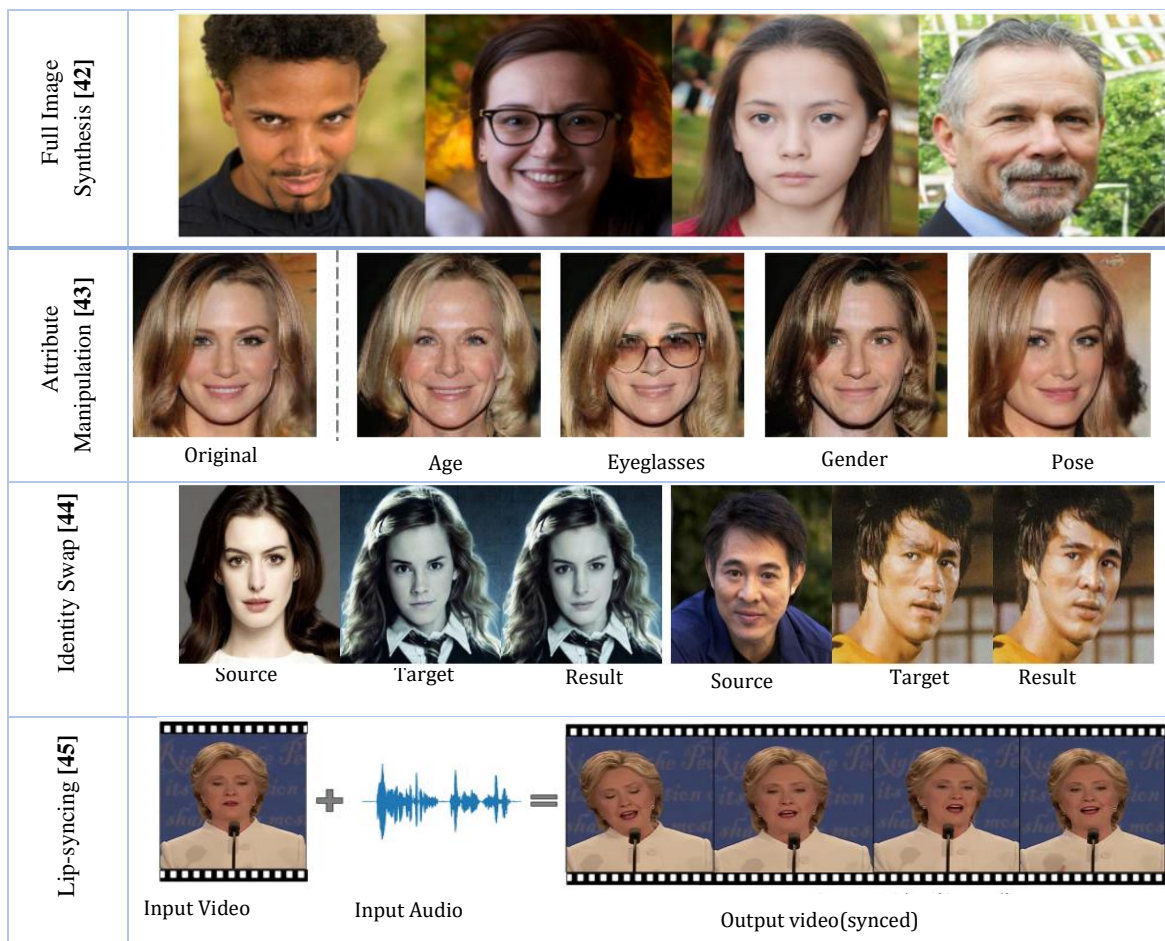 Full Image
Synthesis [42]
Attribute
Manipulation [43]
Original
Age
Eyeglasses
Gender
Pose
Identity Swap [44]
Source
Target
Result
Source
Target
Result
Lip-syncing [45]
Input Video
Input Audio
Output video(synced)